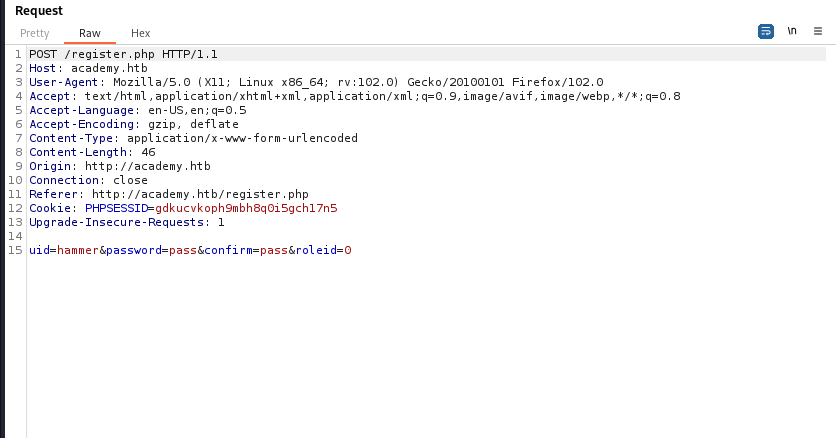 Request
Pretty Raw Hex \n
1 POST /register.php HTTP/1.1
2 Host: academy.htb
3 User-Agent: Mozilla/5.0 (X11; Linux x86_64; rv:102.0) Gecko/20100101 Firefox/102.0
4 Accept: text/html,application/xhtml+xml,application/xml;q=0.9,image/avif,image/webp,*/*;q=0.8
5 Accept-Language: en-US,en;q=0.5
6 Accept-Encoding: gzip, deflate
7 Content-Type: application/x-www-form-urlencoded
8 Content-Length: 46
9 Origin: http://academy.htb
10 Connection: close
11 Referer: http://academy.htb/register.php
12 Cookie: PHPSESSID=gdkucvkoph9mbh8q0i5gch17n5
13 Upgrade-Insecure-Requests: 1
14
15 uid=hammer&password=pass&confirm=pass&roleid=0